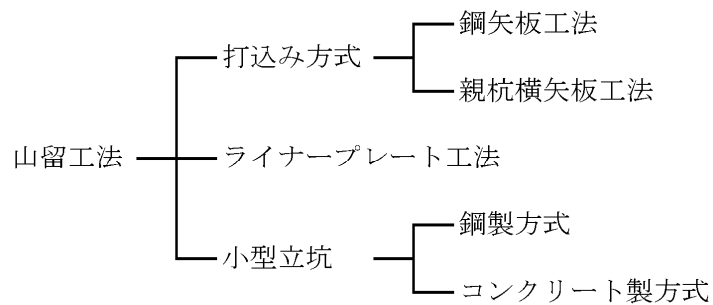 鋼矢板工法
打込み方式
親杭横矢板工法
山留工法
ライナープレート工法
鋼製方式
小型立坑
コンクリート製方式